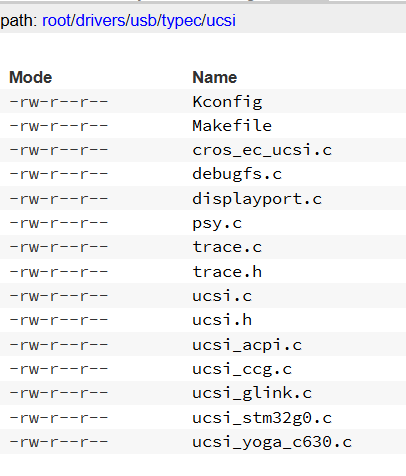 path: root/drivers/usb/typec/ucsi
Mode Name
-rw-r--r-- Kconfig
-rw-r--r-- Makefile
-rw-r--r-- cros_ec_ucsi.c
-rw-r--r-- debugfs.c
-rw-r--r-- displayport.c
-rw-r--r-- psy.c
-rw-r--r-- trace.c
-rw-r--r-- trace.h
-rw-r--r-- ucsi.c
-rw-r--r-- ucsi.h
-rw-r--r-- ucsi_acpi.c
-rw-r--r-- ucsi_ccg.c
-rw-r--r-- ucsi_glink.c
-rw-r--r-- ucsi_stm32g0.c
-rw-r--r-- ucsi_yoga_c630.c